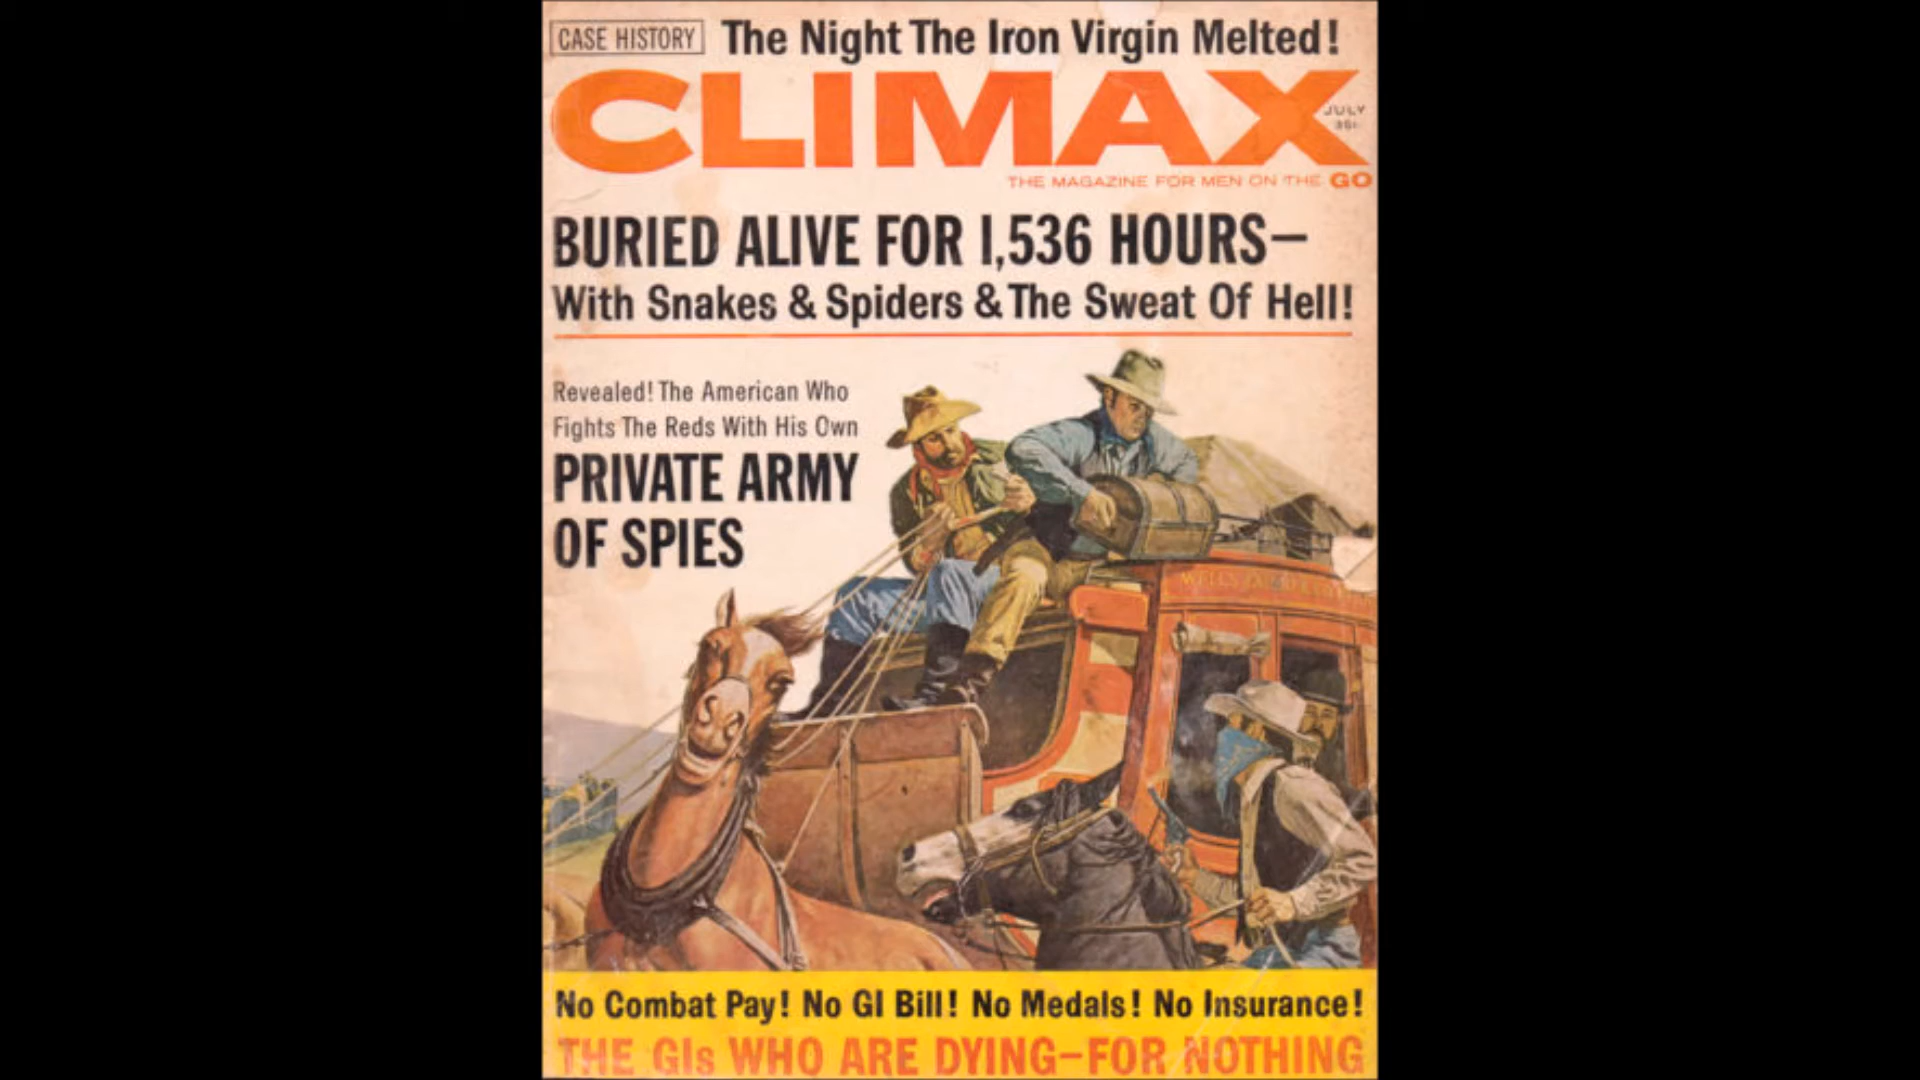 CASE HISTORY The Night The Iron Virgin Melted!
CLIMAX
JULY
35¢
THE MAGAZINE FOR MEN ON THE GO
BURIED ALIVE FOR 1,536 HOURS—
With Snakes & Spiders & The Sweat Of Hell!
Revealed! The American Who
Fights The Reds With His Own
PRIVATE ARMY
OF SPIES
WELLS
No Combat Pay! No GI Bill! No Medals! No Insurance!
THE GIs WHO ARE DYING—FOR NOTHING